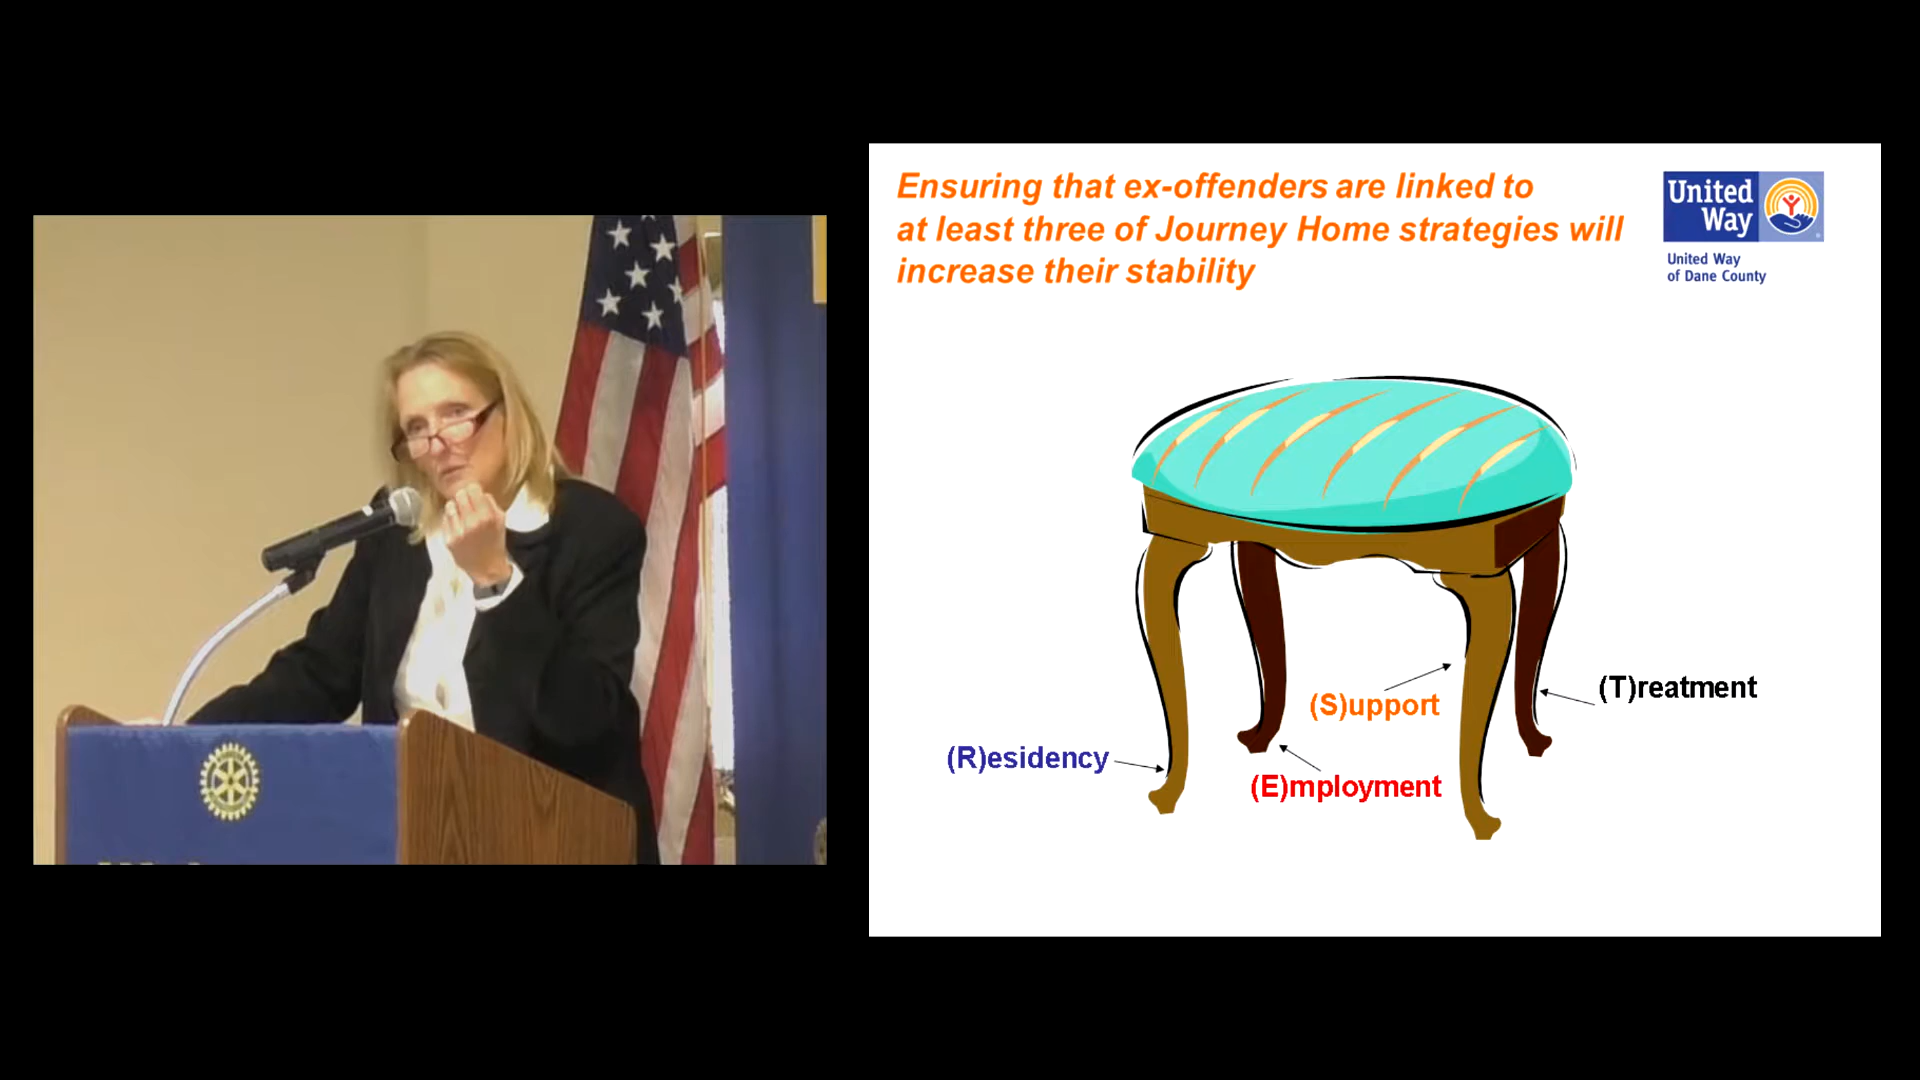 Ensuring that ex-offenders are linked to
at least three of Journey Home strategies will
increase their stability
United
Way
United Way
of Dane County
(T)reatment
(S)upport
(R)esidency
(E)mployment